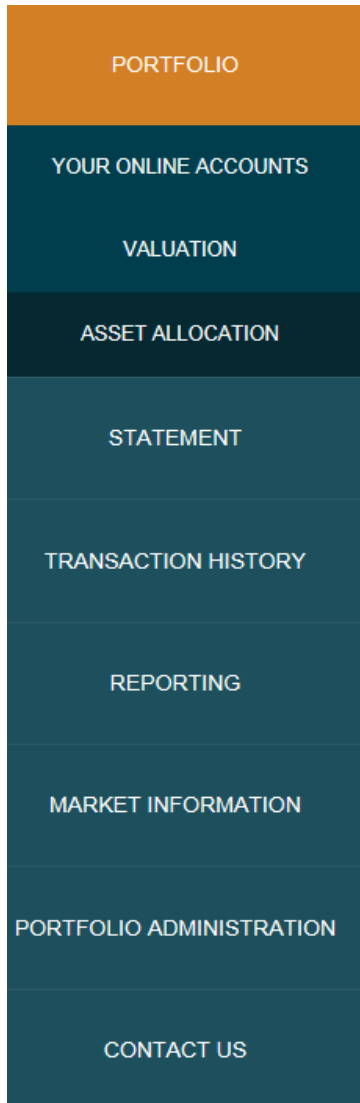 PORTFOLIO
YOUR ONLINE ACCOUNTS
VALUATION
ASSET ALLOCATION
STATEMENT
TRANSACTION HISTORY
REPORTING
MARKET INFORMATION
PORTFOLIO ADMINISTRATION
CONTACT US